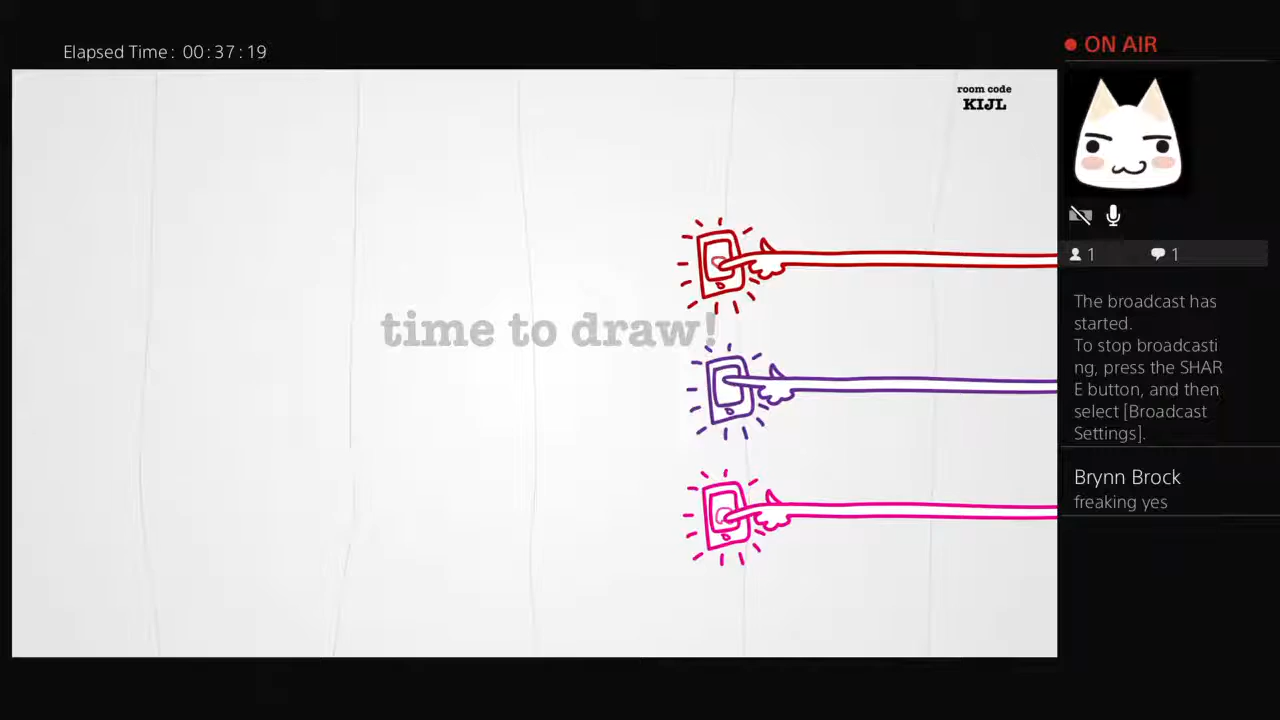 Elapsed Time: 00:37:19
ON AIR
room code
KIJL
time to draw!
1
1
The broadcast has
started.
To stop broadcasti
ng, press the SHAR
E button, and then
select [Broadcast
Settings].
Brynn Brock
freaking yes